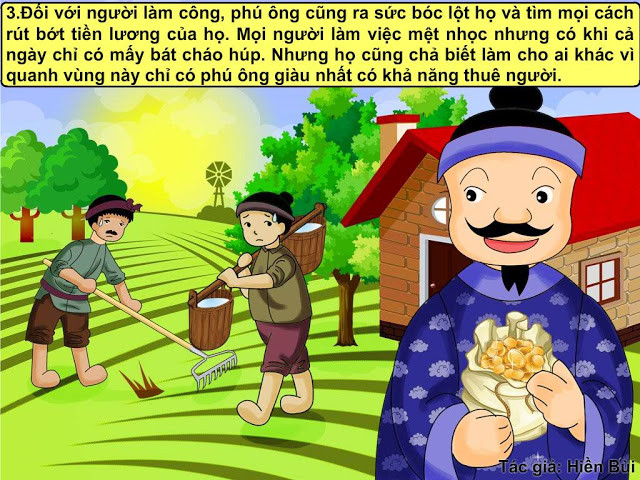 3.Đối với người làm công, phú ông cũng ra sức bóc lột họ và tìm mọi cách
rút bớt tiền lương của họ. Mọi người làm việc mệt nhọc nhưng có khi cả
ngày chỉ có mấy bát cháo húp. Nhưng họ cũng chả biết làm cho ai khác vì
quanh vùng này chỉ có phú ông giàu nhất có khả năng thuê người.
Tác giả: Hiền Bùi